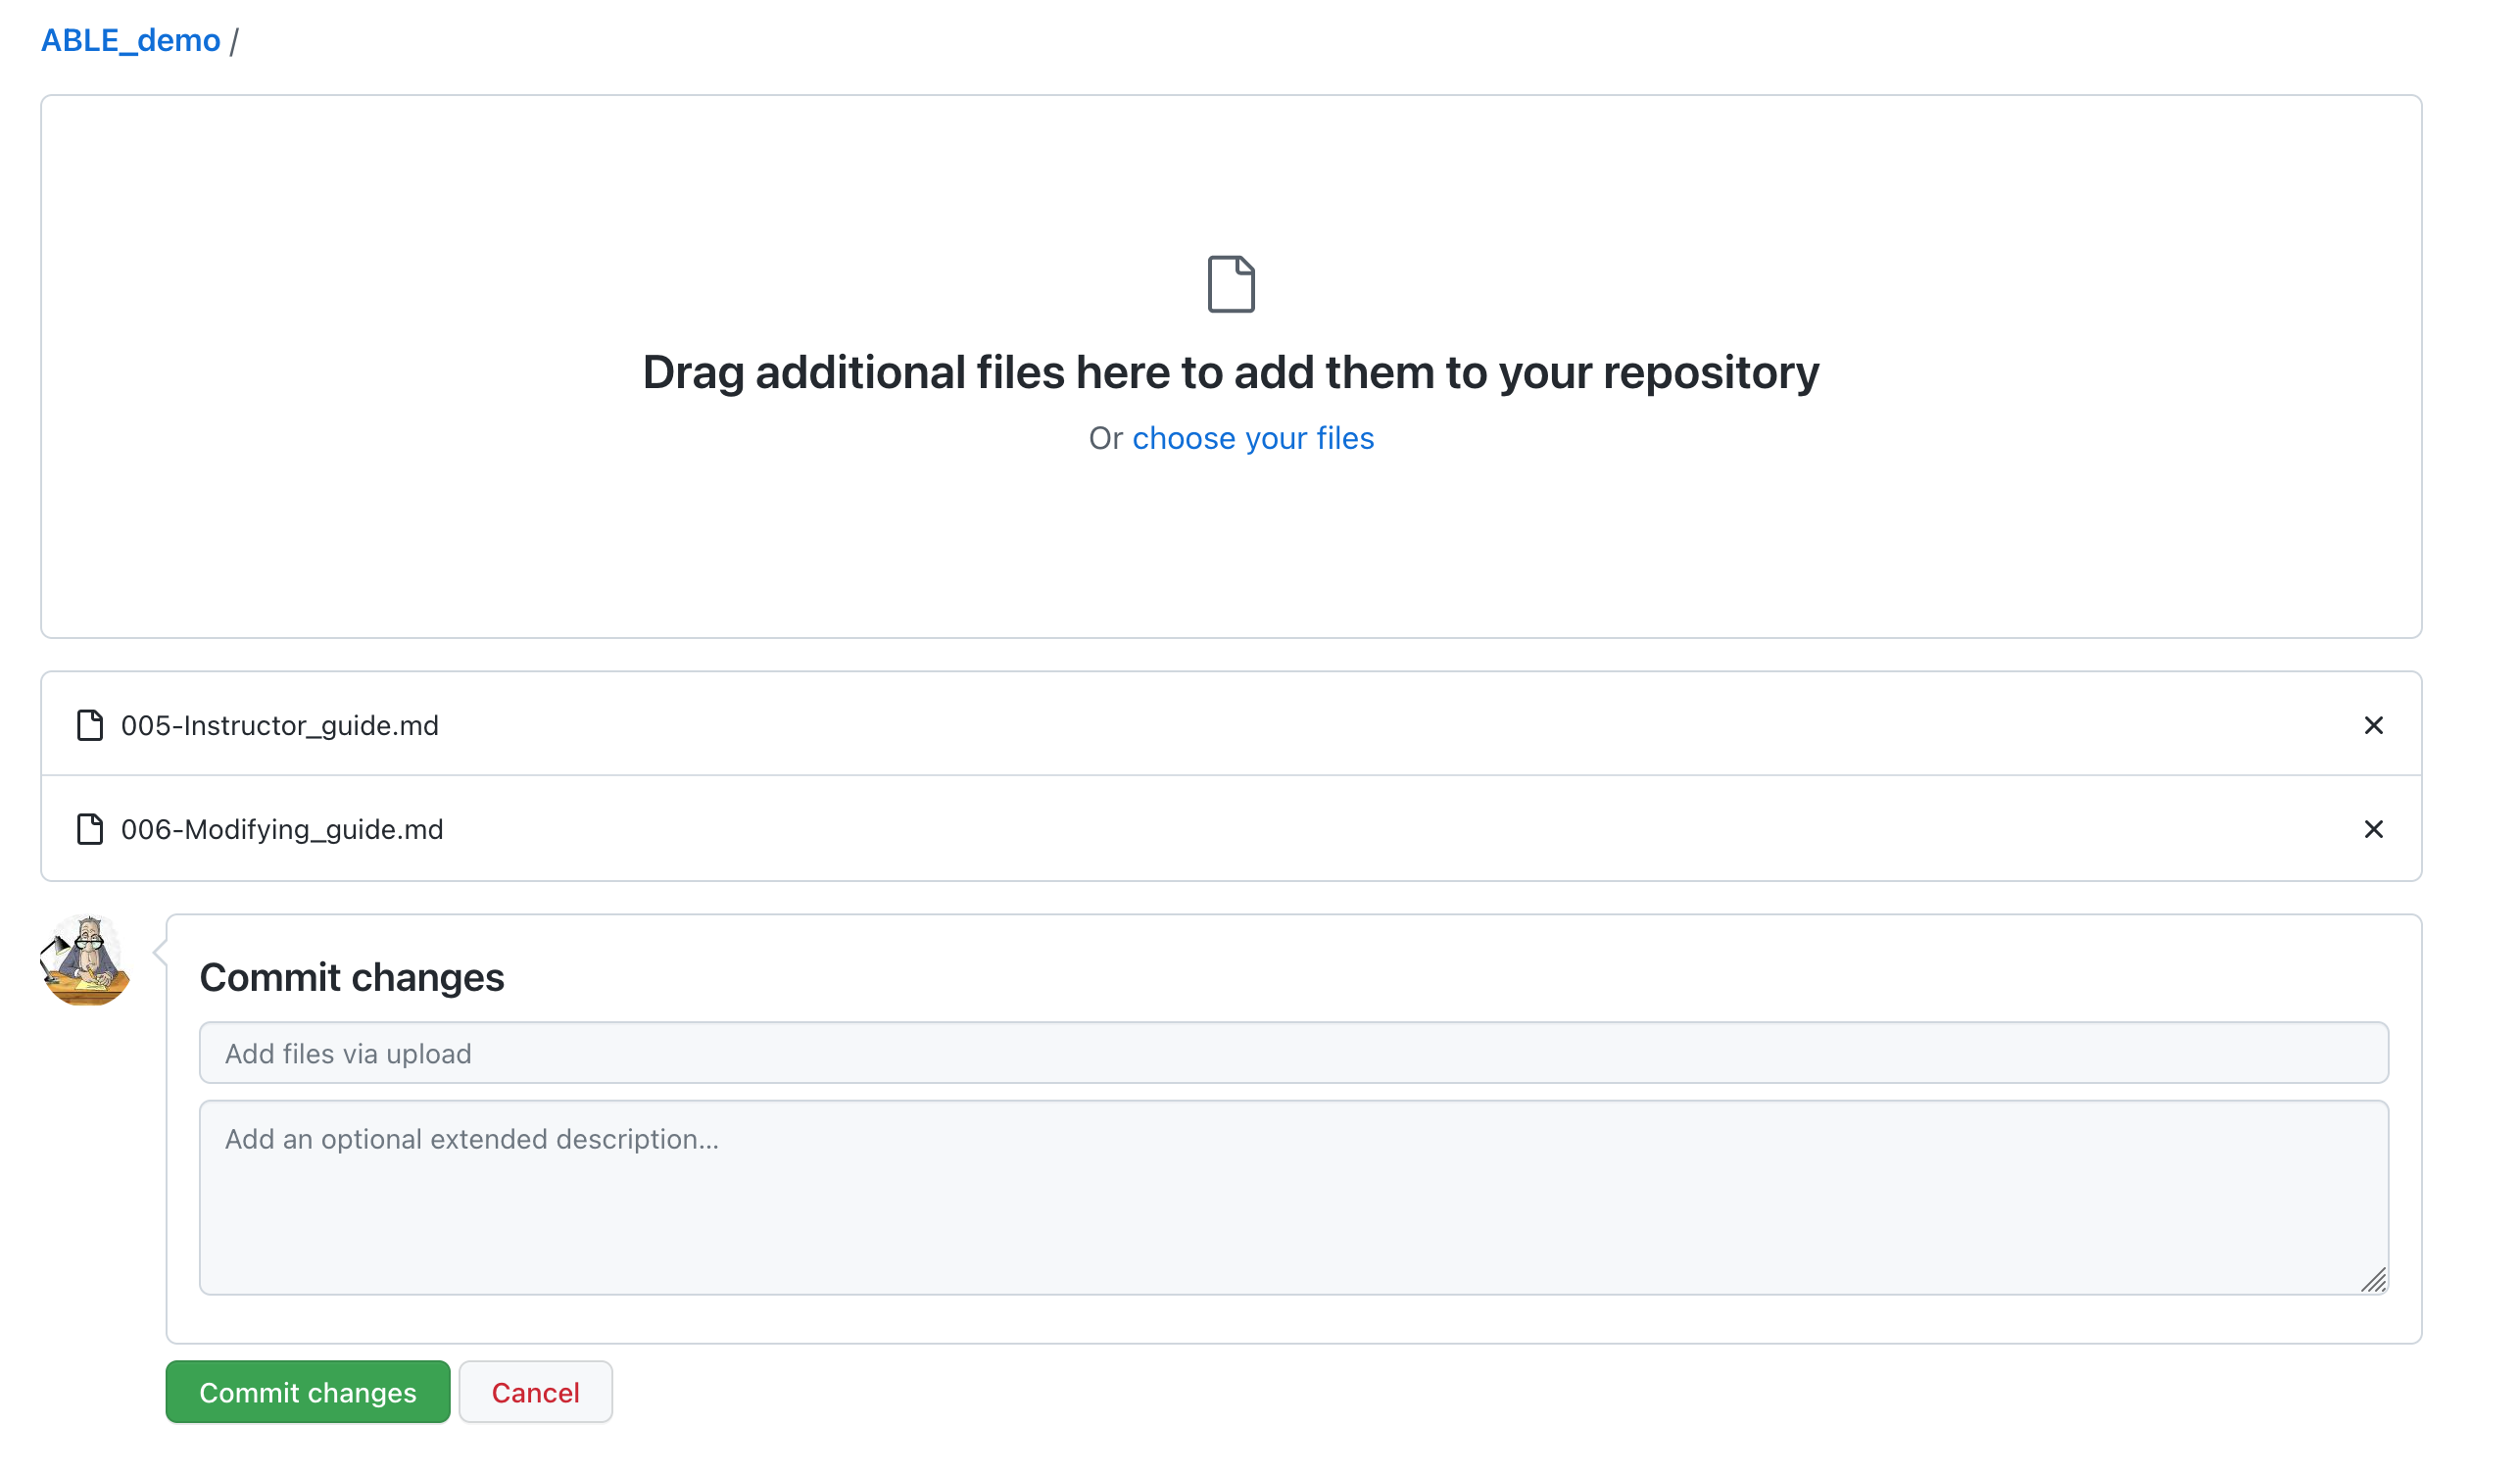 ABLE_demo /
Drag additional files here to add them to your repository
Or choose your files
005-Instructor_guide.md
006-Modifying_guide.md
Commit changes
Add files via upload
Add an optional extended description...
Commit changes
Cancel